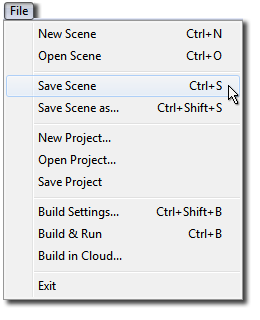 File
New Scene Ctrl+N
Open Scene Ctrl+O
Save Scene Ctrl+S
Save Scene as... Ctrl+Shift+S
New Project...
Open Project...
Save Project
Build Settings... Ctrl+Shift+B
Build & Run Ctrl+B
Build in Cloud...
Exit